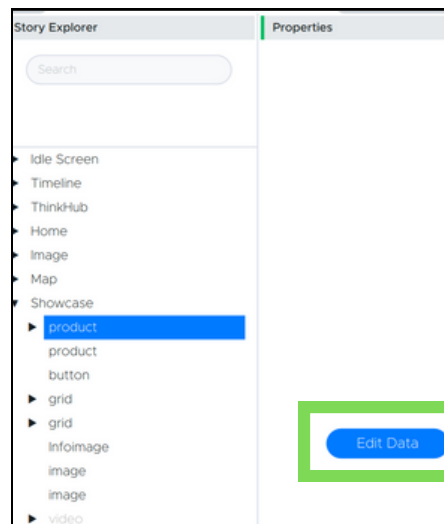 Story Explorer
Properties
Search
Idle Screen
Timeline
ThinkHub
Home
Image
Map
Showcase
product
product
button
grid
grid
Infoimage
image
image
video
Edit Data